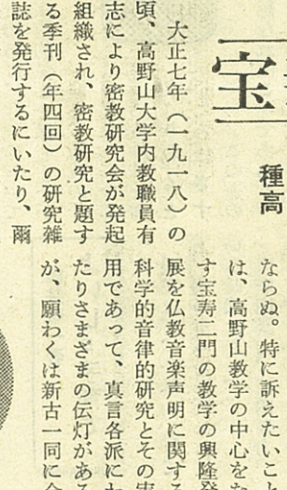 宝
種高
大正七年(一九一八)の
頃、高野山大学内教職員有
志により密教研究会が発起
組織され、密教研究と題す
る季刊(年四回)の研究雑
誌を発行するにいたり、爾
ならぬ。特に訴えたいこと
は、高野山教学の中心をな
す宝寿二門の教学の興隆発
展を仏教音楽声明に関する
科学的音律的研究とその実
用であって、真言各派にわ
たりさまざまの伝灯がある
が、願わくは新古一同に会